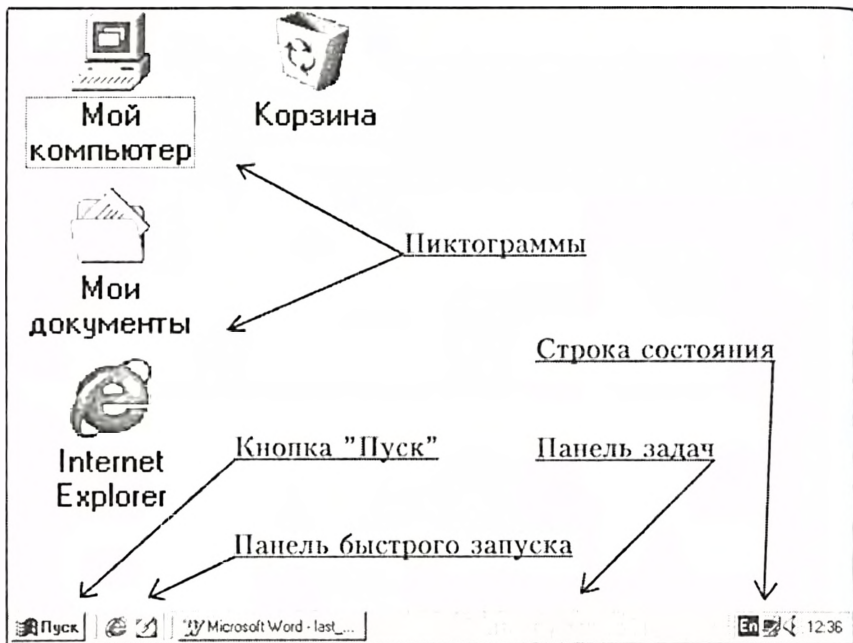 Мой
компьютер
Корзина
Пиктограммы
Мои
документы
Строка состояния
Internet
Explorer
Кнопка "Пуск"
Панель задач
Панель быстрого запуска
Пуск
Microsoft Word - last_...
En
12:36